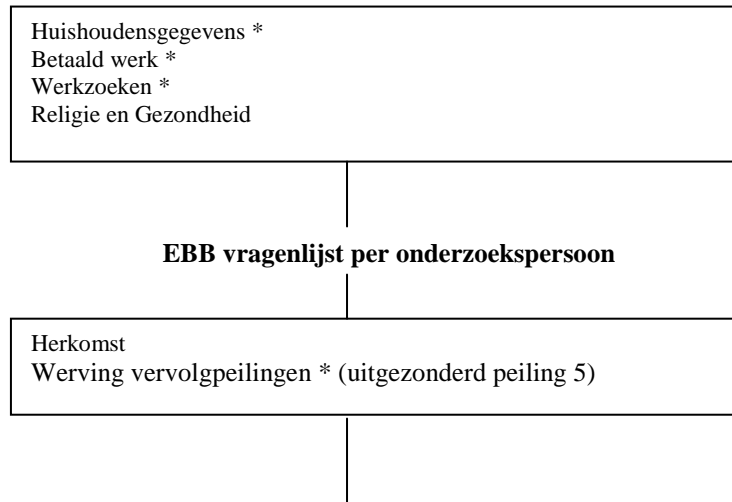 Huishoudensgegevens *
Betaald werk *
Werkzoeken *
Religie en Gezondheid
EBB vragenlijst per onderzoekspersoon
Herkomst
Werving vervolgpeilingen * (uitgezonderd peiling 5)